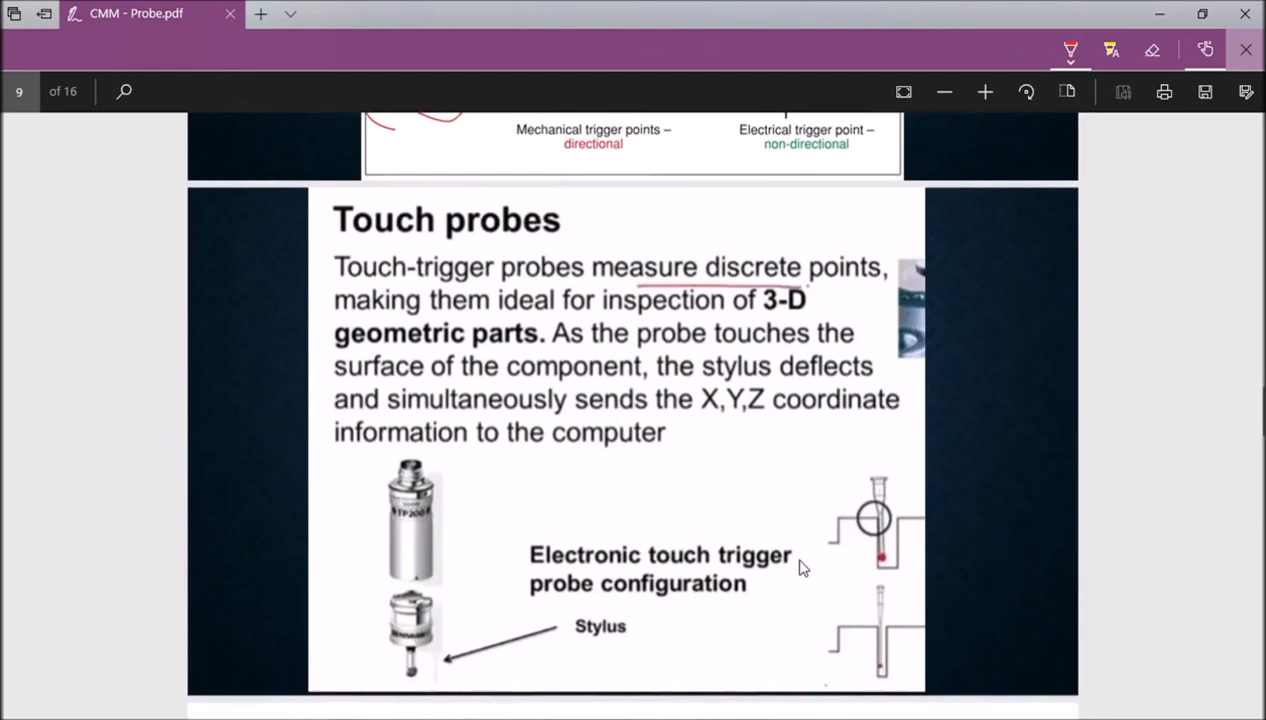 CMM - Probe.pdf
9 of 16
Mechanical trigger points –
directional
Electrical trigger point –
non-directional
Touch probes
Touch-trigger probes measure discrete points,
making them ideal for inspection of 3-D
geometric parts. As the probe touches the
surface of the component, the stylus deflects
and simultaneously sends the X,Y,Z coordinate
information to the computer
TP200
Electronic touch trigger
probe configuration
Stylus